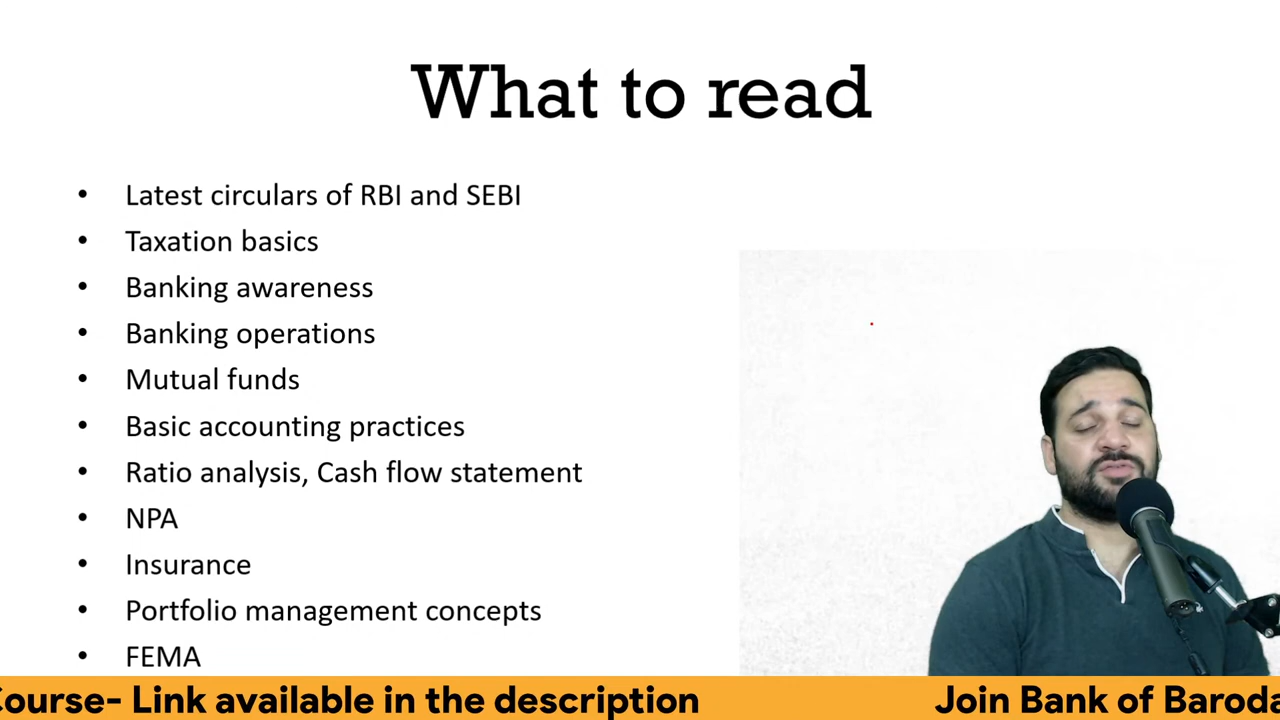 What to read
• Latest circulars of RBI and SEBI
• Taxation basics
• Banking awareness
• Banking operations
• Mutual funds
• Basic accounting practices
• Ratio analysis, Cash flow statement
• NPA
• Insurance
• Portfolio management concepts
• FEMA
Course- Link available in the description Join Bank of Baroda